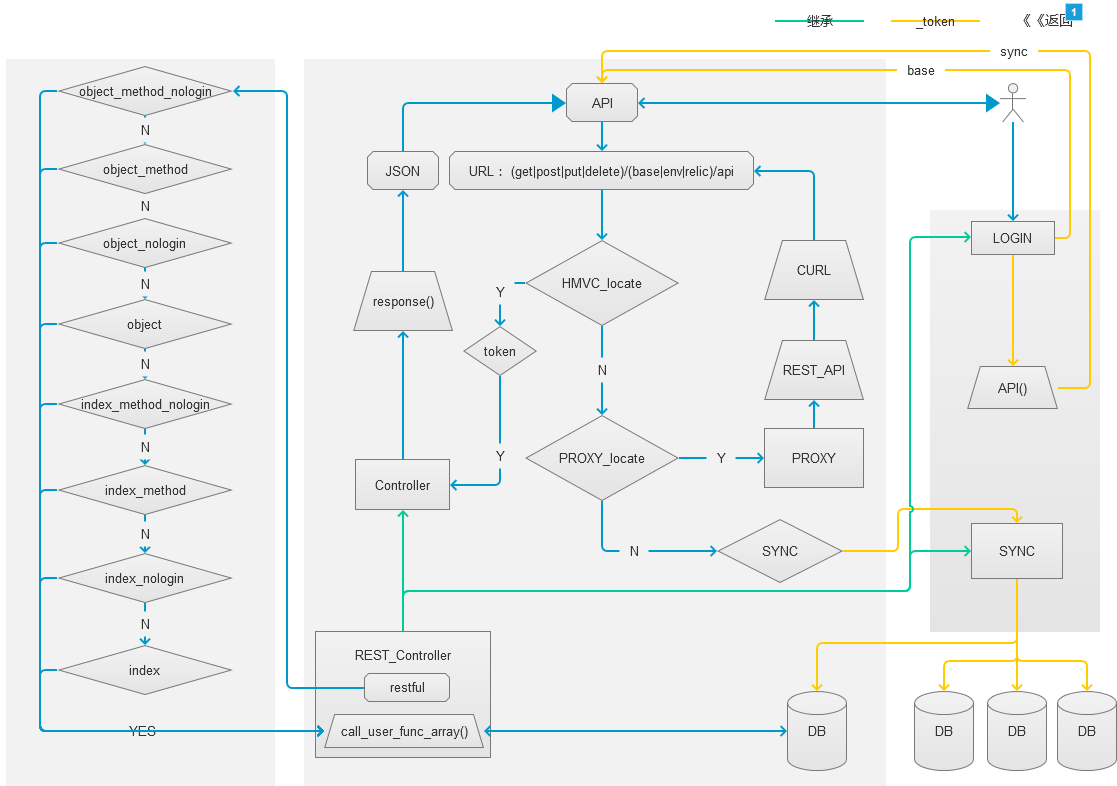 1
继承
_token
《《返回
sync
base
object_method_nologin
N
object_method
N
object_nologin
N
object
N
index_method_nologin
N
index_method
N
index_nologin
N
index
YES
API
JSON
URL： (get|post|put|delete)/(base|env|relic)/api
HMVC_locate
Y
token
Y
response()
Controller
N
PROXY_locate
Y
PROXY
REST_API
CURL
N
SYNC
REST_Controller
restful
call_user_func_array()
LOGIN
API()
SYNC
DB
DB
DB
DB